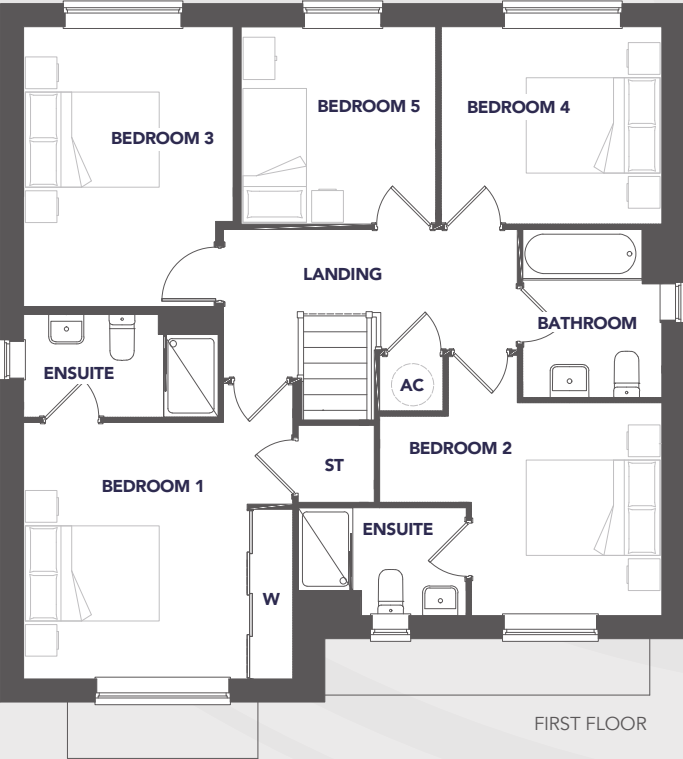 BEDROOM 3
BEDROOM 5
BEDROOM 4
LANDING
BATHROOM
ENSUITE
AC
BEDROOM 2
ST
BEDROOM 1
ENSUITE
W
FIRST FLOOR